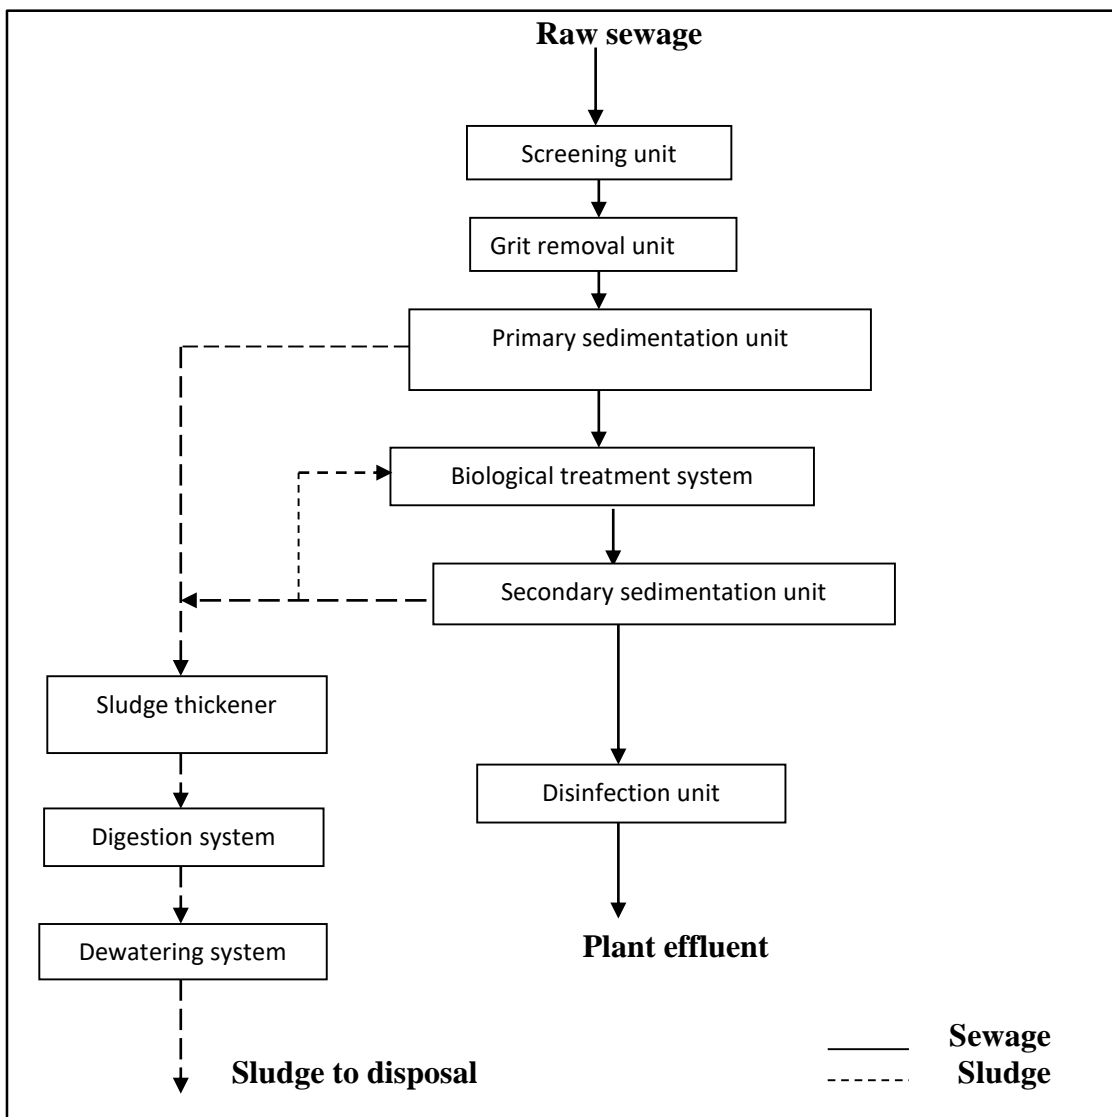 Raw sewage
Screening unit
Grit removal unit
Primary sedimentation unit
Biological treatment system
Secondary sedimentation unit
Sludge thickener
Disinfection unit
Digestion system
Dewatering system
Plant effluent
Sludge to disposal
Sewage
Sludge